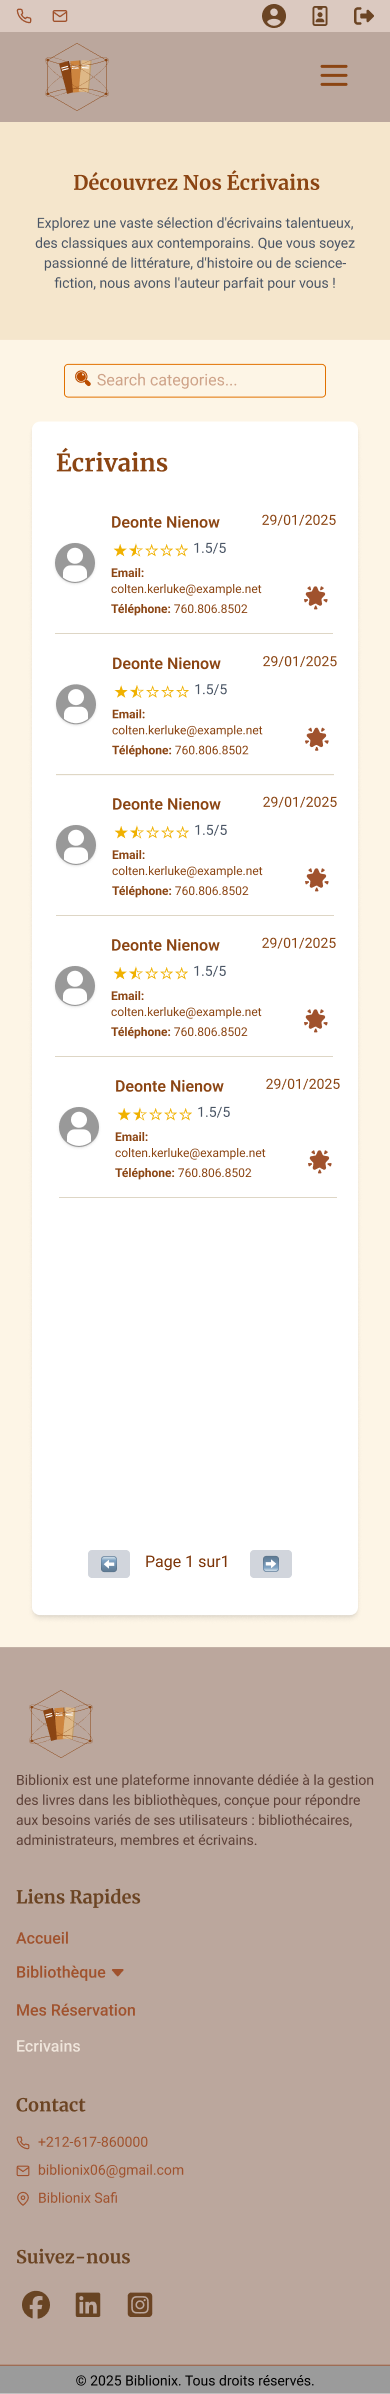 Découvrez Nos Écrivains
Explorez une vaste sélection d'écrivains talentueux,
des classiques aux contemporains. Que vous soyez
passionné de littérature, d'histoire ou de science-
fiction, nous avons l'auteur parfait pour vous !
Search categories...
Écrivains
Deonte Nienow 29/01/2025
1.5/5
Email:
colten.kerluke@example.net
Téléphone: 760.806.8502
Deonte Nienow 29/01/2025
1.5/5
Email:
colten.kerluke@example.net
Téléphone: 760.806.8502
Deonte Nienow 29/01/2025
1.5/5
Email:
colten.kerluke@example.net
Téléphone: 760.806.8502
Deonte Nienow 29/01/2025
1.5/5
Email:
colten.kerluke@example.net
Téléphone: 760.806.8502
Deonte Nienow 29/01/2025
1.5/5
Email:
colten.kerluke@example.net
Téléphone: 760.806.8502
Page 1 sur1
Biblionix est une plateforme innovante dédiée à la gestion
des livres dans les bibliothèques, conçue pour répondre
aux besoins variés de ses utilisateurs : bibliothécaires,
administrateurs, membres et écrivains.
Liens Rapides
Accueil
Bibliothèque
Mes Réservation
Ecrivains
Contact
+212-617-860000
biblionix06@gmail.com
Biblionix Safi
Suivez-nous
© 2025 Biblionix. Tous droits réservés.